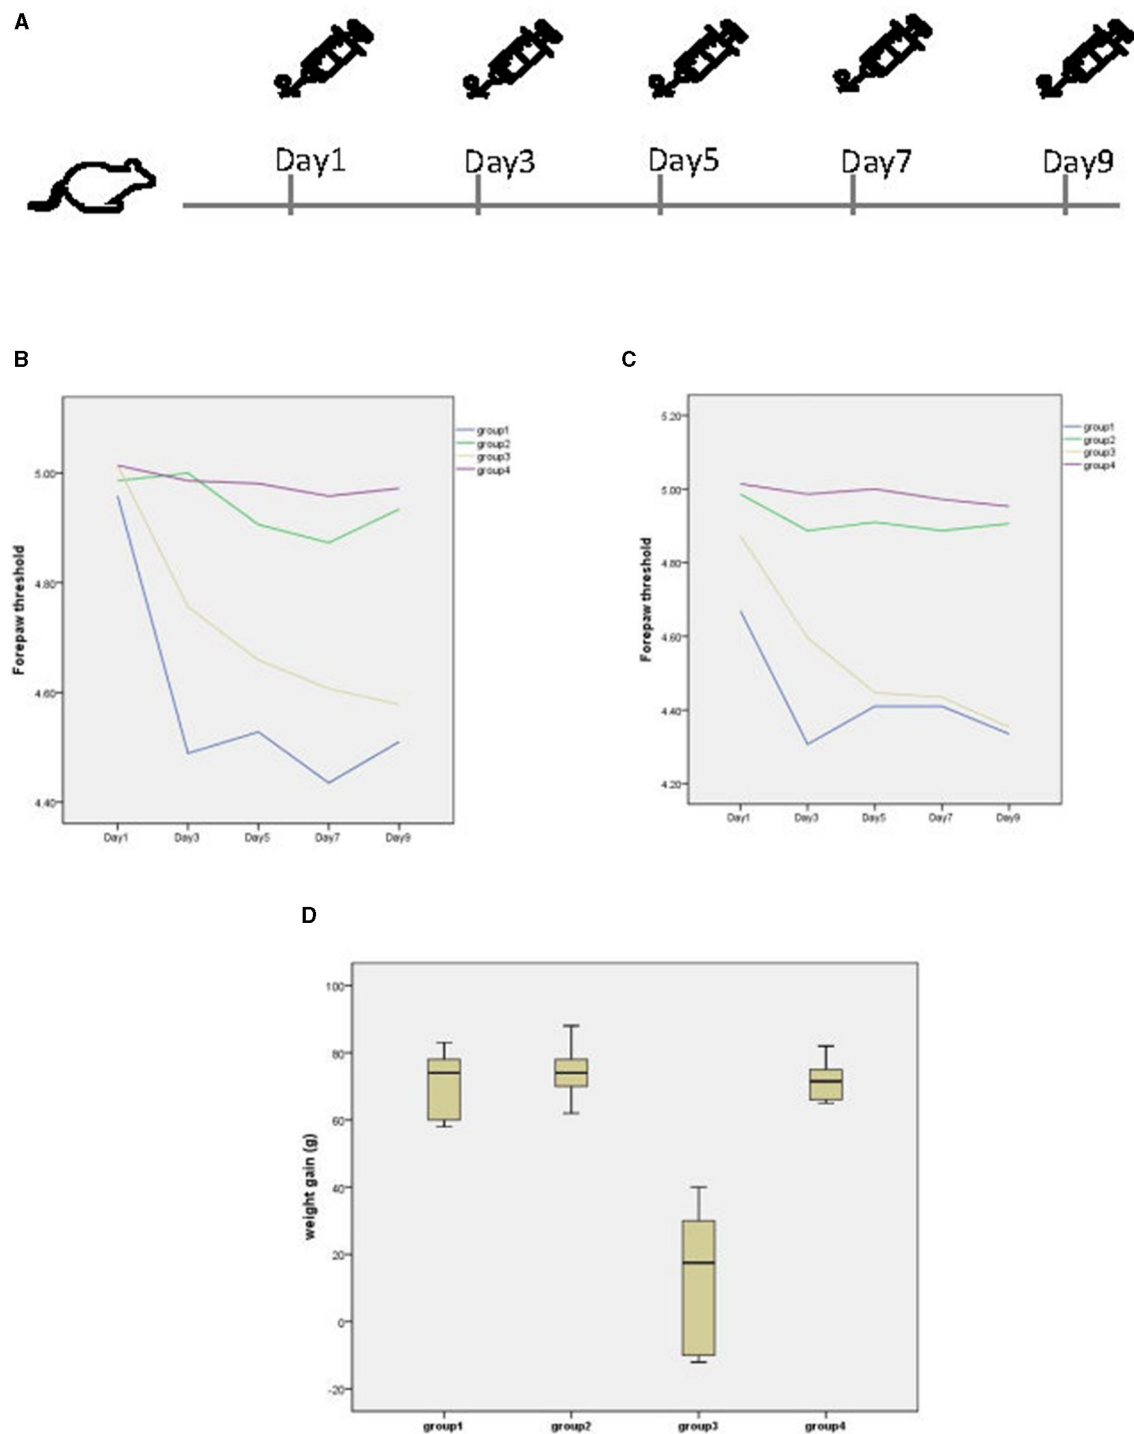 A
Day1 Day3 Day5 Day7 Day9
B
group1
group2
group3
group4
5.00
4.80
4.60
4.40
Forepaw threshold
Day1 Day3 Day5 Day7 Day9
C
group1
group2
group3
group4
5.20
5.00
4.80
4.60
4.40
4.20
Forepaw threshold
Day1 Day3 Day5 Day7 Day9
D
100
80
60
40
20
0
-20
weight gain (g)
group1 group2 group3 group4